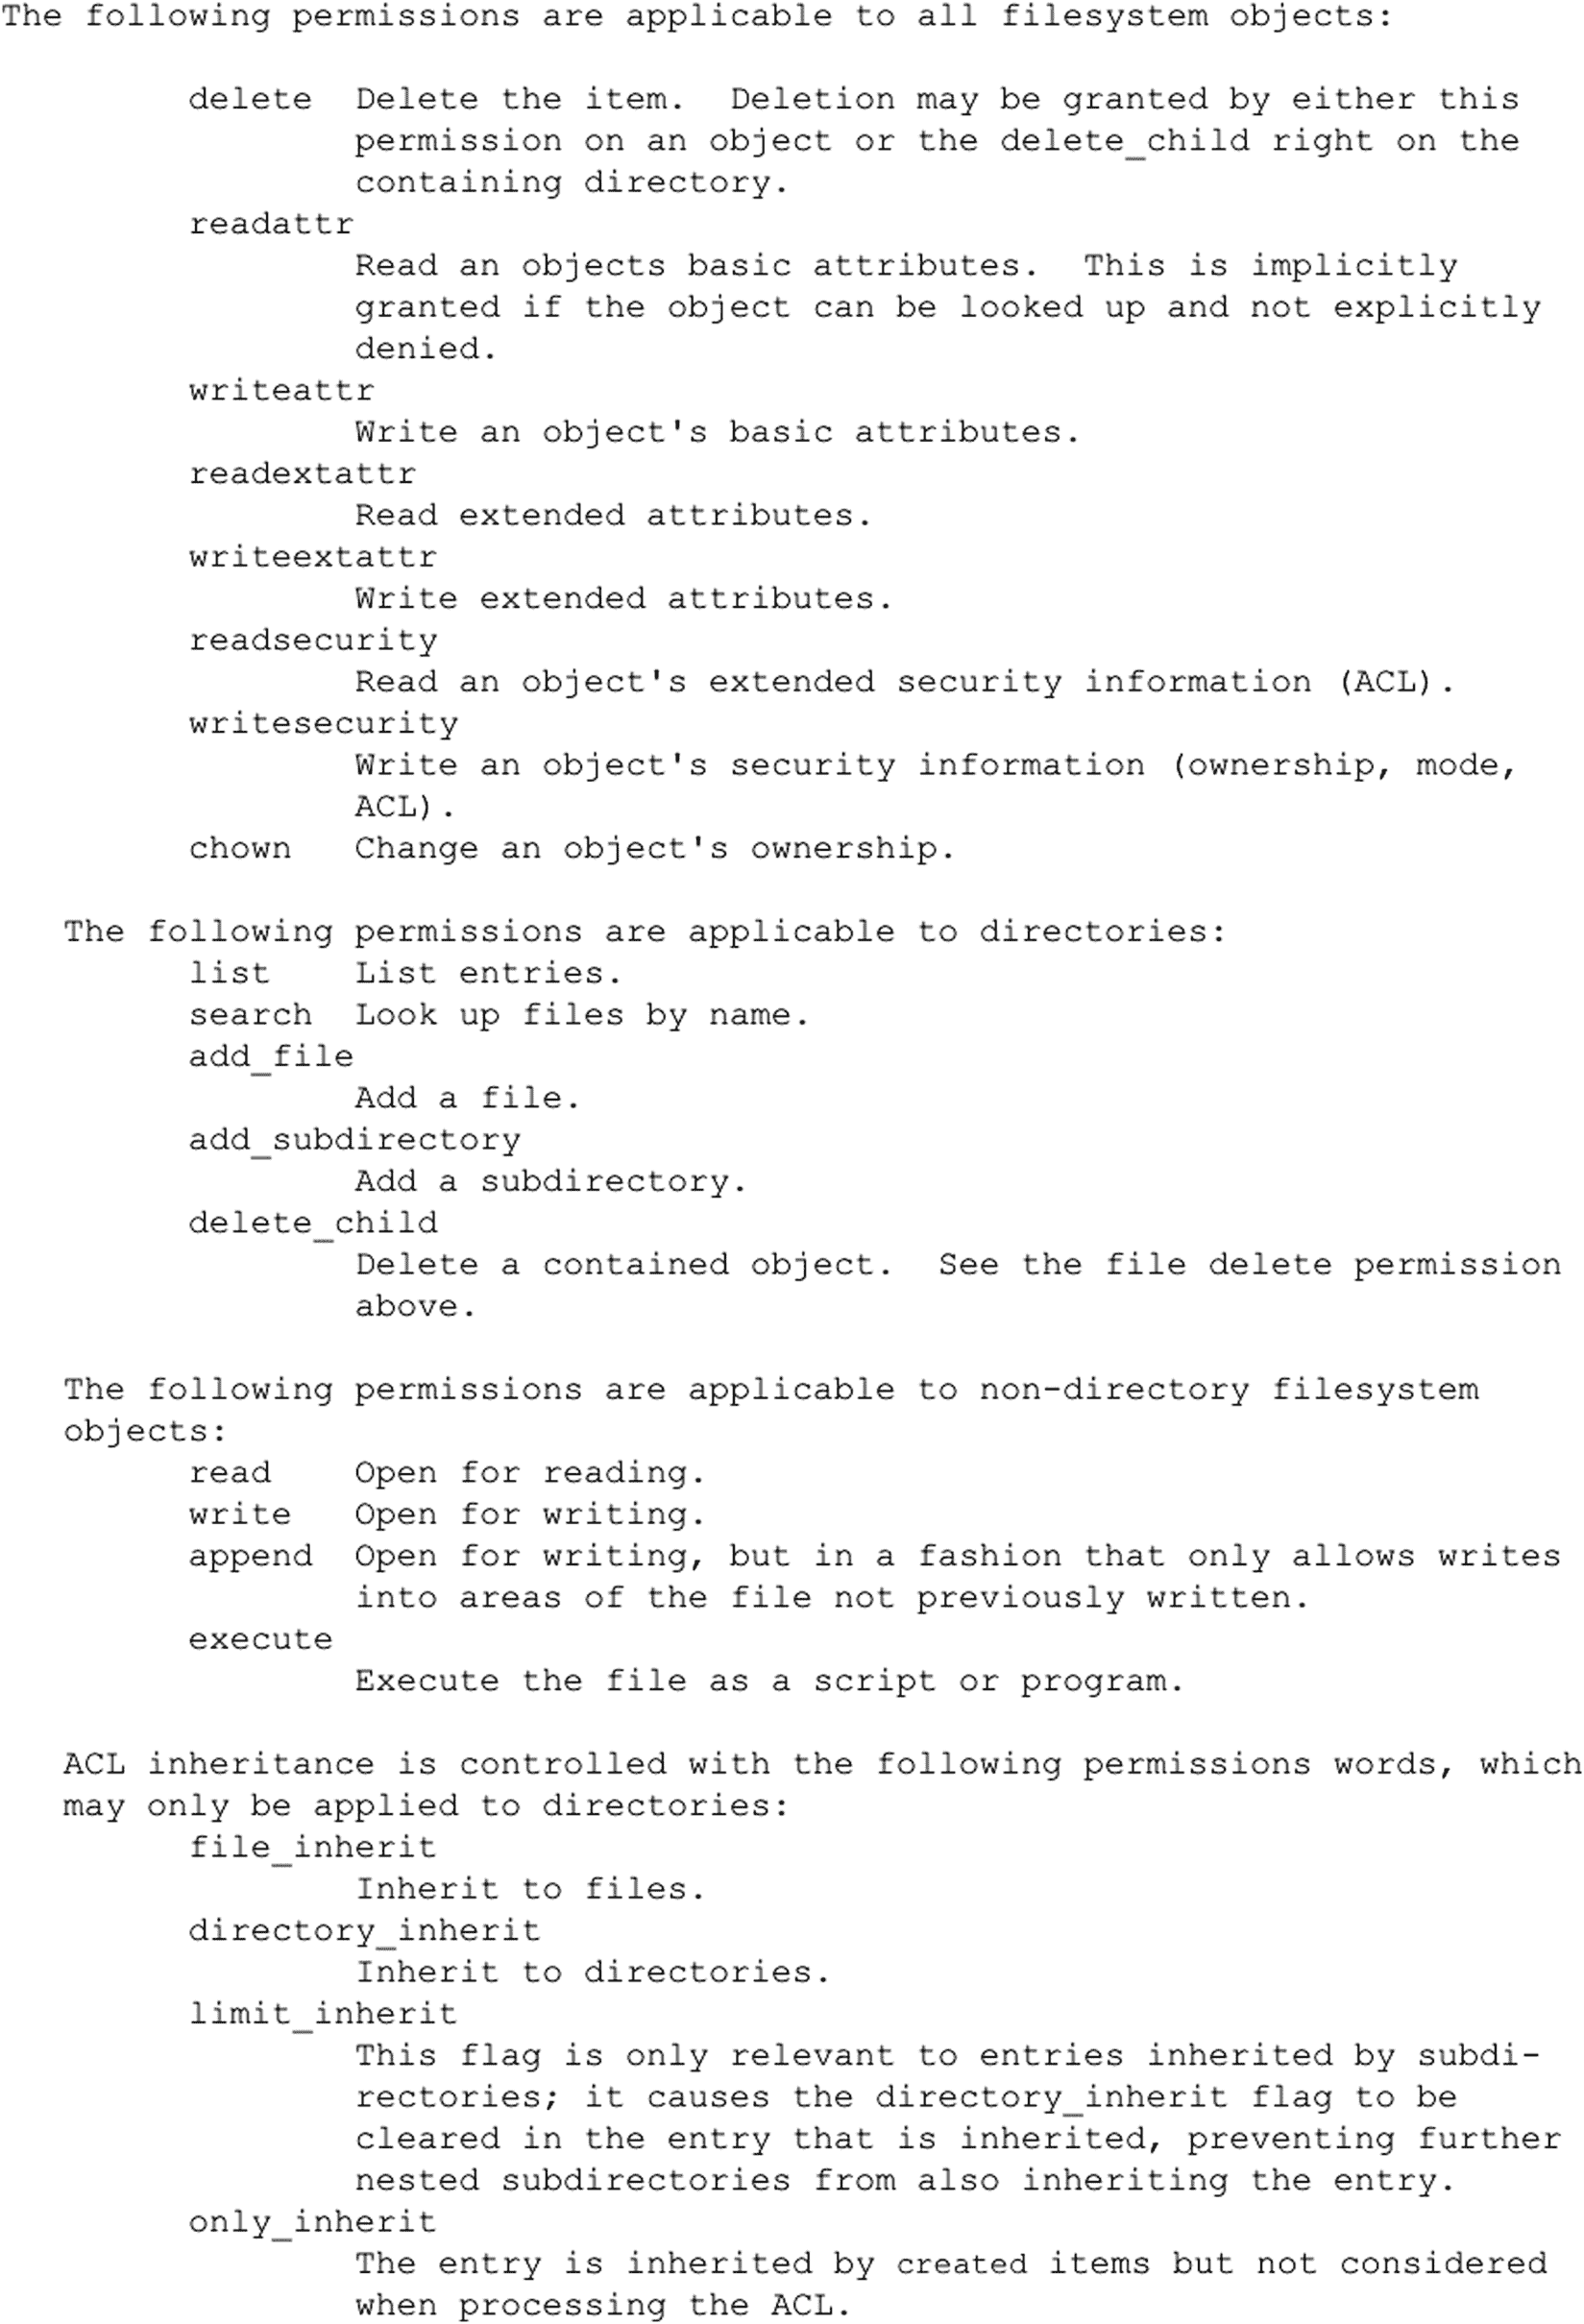 The following permissions are applicable to all filesystem objects:
delete  Delete the item.  Deletion may be granted by either this
permission on an object or the delete_child right on the
containing directory.
readattr
Read an objects basic attributes.  This is implicitly
granted if the object can be looked up and not explicitly
denied.
writeattr
Write an object's basic attributes.
readextattr
Read extended attributes.
writeextattr
Write extended attributes.
readsecurity
Read an object's extended security information (ACL).
writesecurity
Write an object's security information (ownership, mode,
ACL).
chown   Change an object's ownership.
The following permissions are applicable to directories:
list    List entries.
search  Look up files by name.
add_file
Add a file.
add_subdirectory
Add a subdirectory.
delete_child
Delete a contained object.  See the file delete permission
above.
The following permissions are applicable to non-directory filesystem
objects:
read    Open for reading.
write   Open for writing.
append  Open for writing, but in a fashion that only allows writes
into areas of the file not previously written.
execute
Execute the file as a script or program.
ACL inheritance is controlled with the following permissions words, which
may only be applied to directories:
file_inherit
Inherit to files.
directory_inherit
Inherit to directories.
limit_inherit
This flag is only relevant to entries inherited by subdi-
rectories; it causes the directory_inherit flag to be
cleared in the entry that is inherited, preventing further
nested subdirectories from also inheriting the entry.
only_inherit
The entry is inherited by created items but not considered
when processing the ACL.